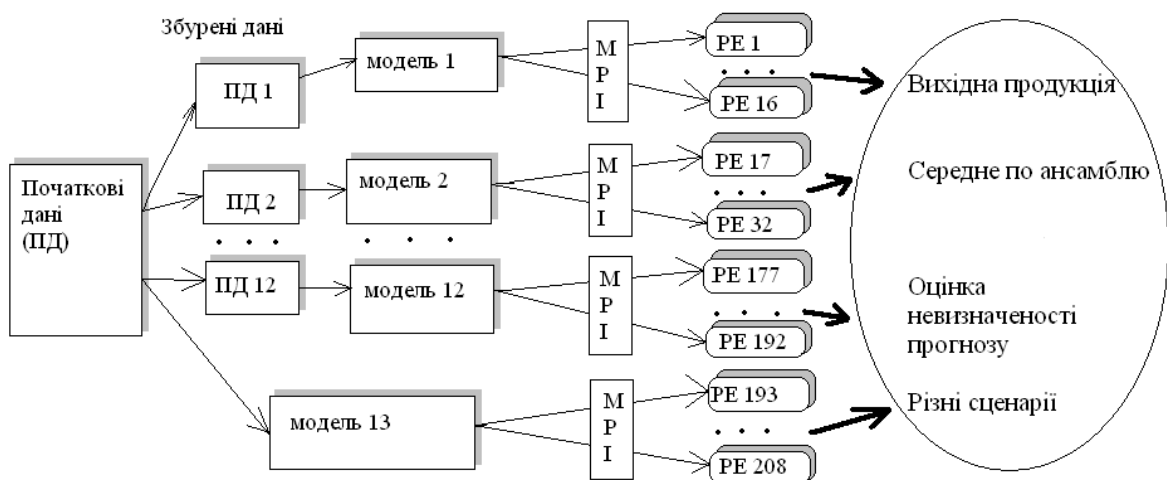 Збурені дані
Початкові
дані
(ПД)
ПД 1
модель 1
М
Р
І
РЕ 1
. . .
РЕ 16
ПД 2
модель 2
М
Р
І
РЕ 17
. . .
РЕ 32
. . .
. . .
ПД 12
модель 12
М
Р
І
РЕ 177
. . .
РЕ 192
модель 13
М
Р
І
РЕ 193
. . .
РЕ 208
Вихідна продукція
Середне по ансамблю
Оцінка
невизначеності
прогнозу
Різні сценарії